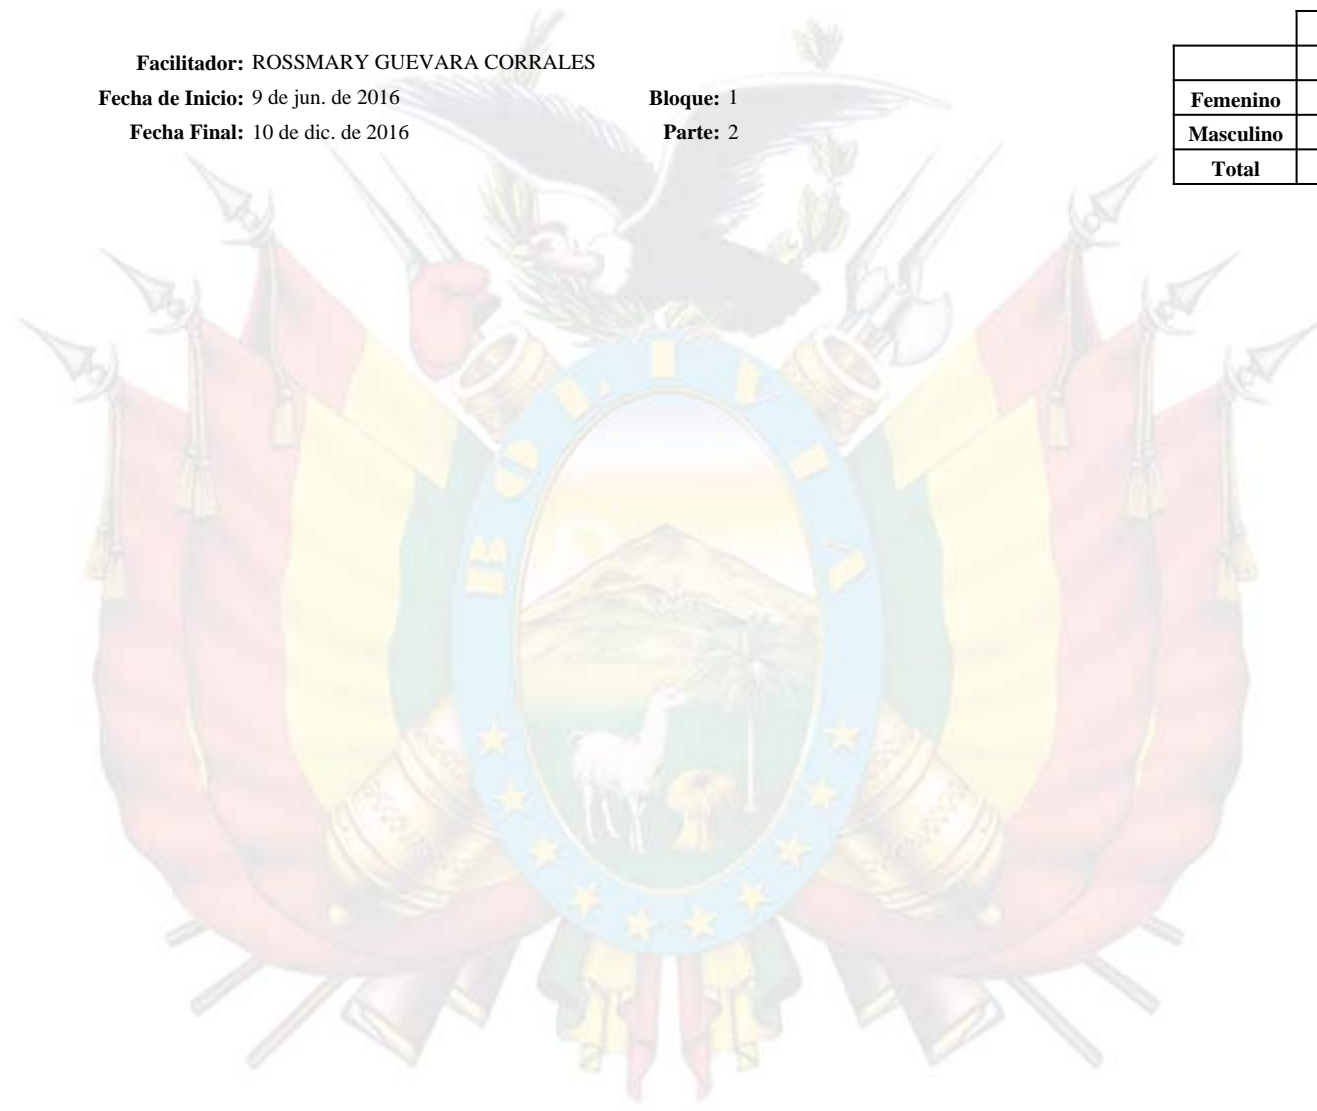 Facilitador: ROSSMARY GUEVARA CORRALES
Fecha de Inicio: 9 de jun. de 2016 Bloque: 1
Fecha Final: 10 de dic. de 2016 Parte: 2
Femenino
Masculino
Total
BOLIVIA